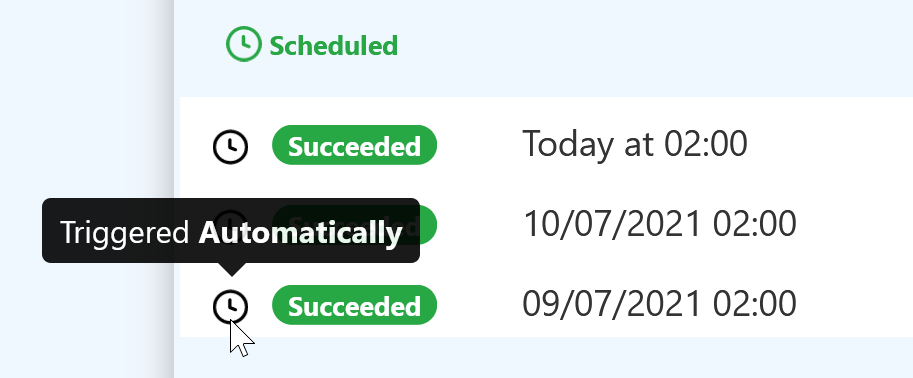 Scheduled
Succeeded Today at 02:00
Triggered Automatically
10/07/2021 02:00
Succeeded 09/07/2021 02:00